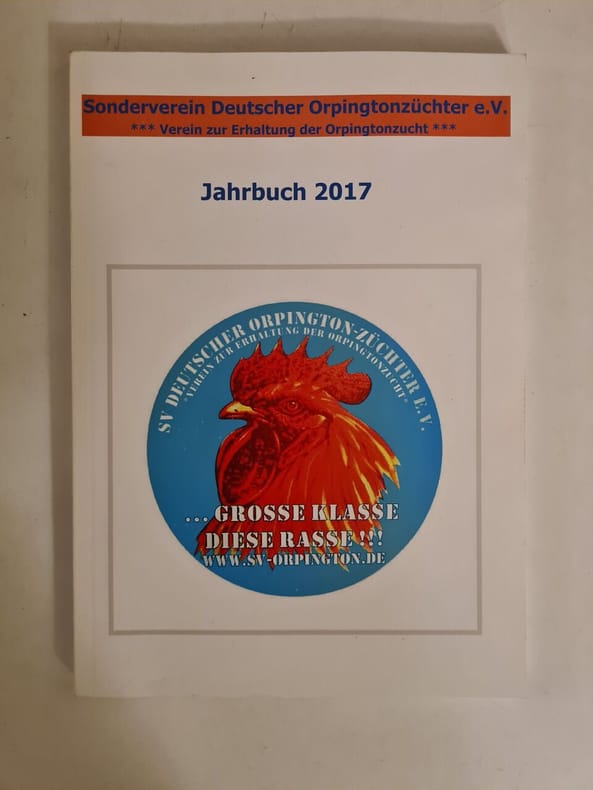 Sonderverein Deutscher Orpingtonzüchter e.V.
*** Verein zur Erhaltung der Orpingtonzucht ***
Jahrbuch 2017
SV DEUTSCHER ORPINGTON-ZÜCHTER E.V.
"VEREIN ZUR ERHALTUNG DER ORPINGTONZUCHT"
... GROSSE KLASSE
DIESE RASSE !!!
WWW.SV-ORPINGTON.DE